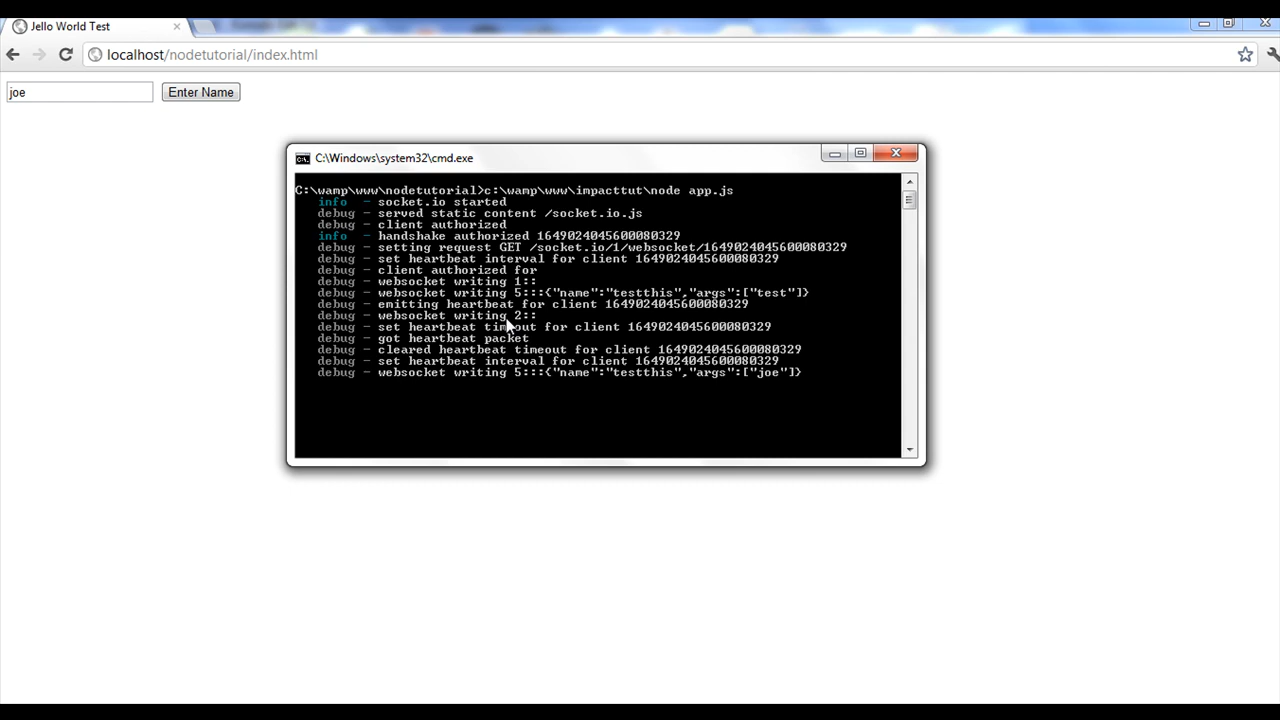 Jello World Test
localhost/nodetutorial/index.html
joe
Enter Name
C:\Windows\system32\cmd.exe
C:\wamp\www\nodetutorial>c:\wamp\www\impacttut\node app.js
info - socket.io started
debug - served static content /socket.io.js
debug - client authorized
info - handshake authorized 1649024045600080329
debug - setting request GET /socket.io/1/websocket/1649024045600080329
debug - set heartbeat interval for client 1649024045600080329
debug - client authorized for
debug - websocket writing 1::
debug - websocket writing 5:::{"name":"testthis","args":["test"]}
debug - emitting heartbeat for client 1649024045600080329
debug - websocket writing 2::
debug - set heartbeat timeout for client 1649024045600080329
debug - got heartbeat packet
debug - cleared heartbeat timeout for client 1649024045600080329
debug - set heartbeat interval for client 1649024045600080329
debug - websocket writing 5:::{"name":"testthis","args":["joe"]}